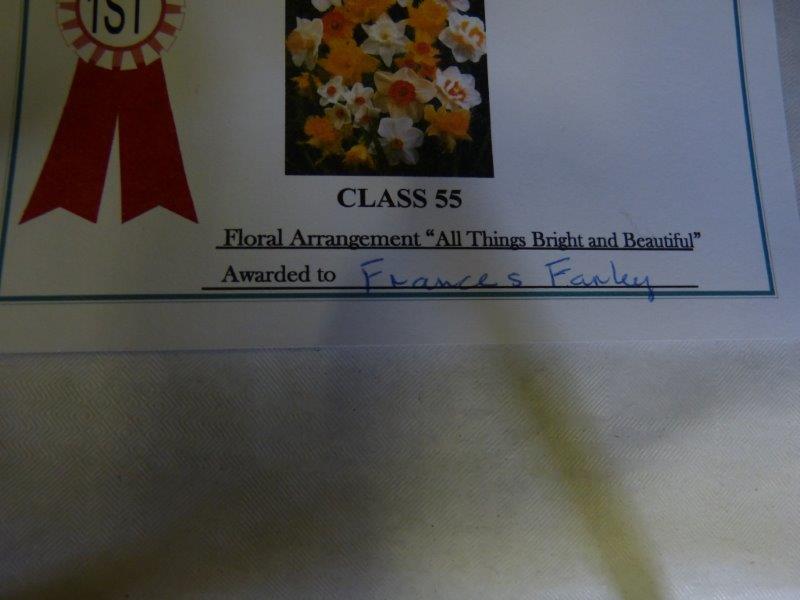 1ST
CLASS 55
Floral Arrangement “All Things Bright and Beautiful”
Awarded to Frances Farley